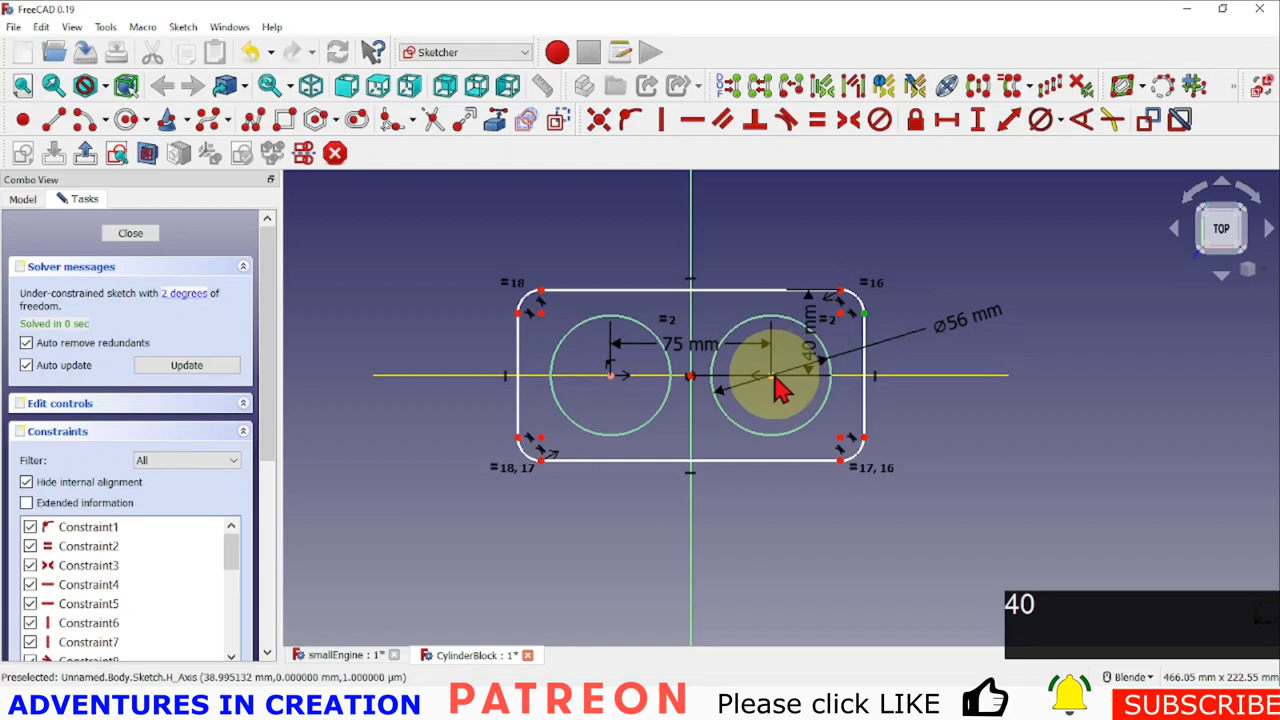 FreeCAD 0.19
File Edit View Tools Macro Sketch Windows Help
Sketcher
Combo View
Model Tasks
Close
Solver messages
Under-constrained sketch with 2 degrees of
freedom.
Solved in 0 sec
Auto remove redundants
Auto update Update
Edit controls
Constraints
Filter: All
Hide internal alignment
Extended information
Constraint1
Constraint2
Constraint3
Constraint4
Constraint5
Constraint6
Constraint7
TOP
=18 =16
=2 =2
75 mm
40 mm
⌀56 mm
=18, 17 =17, 16
40
smallEngine : 1* CylinderBlock : 1*
Preselected: Unnamed.Body.Sketch.H_Axis (38.995132 mm,0.000000 mm,1.000000 µm) Blende 466.05 mm x 222.55 mm
ADVENTURES IN CREATION PATREON Please click LIKE SUBSCRIBE